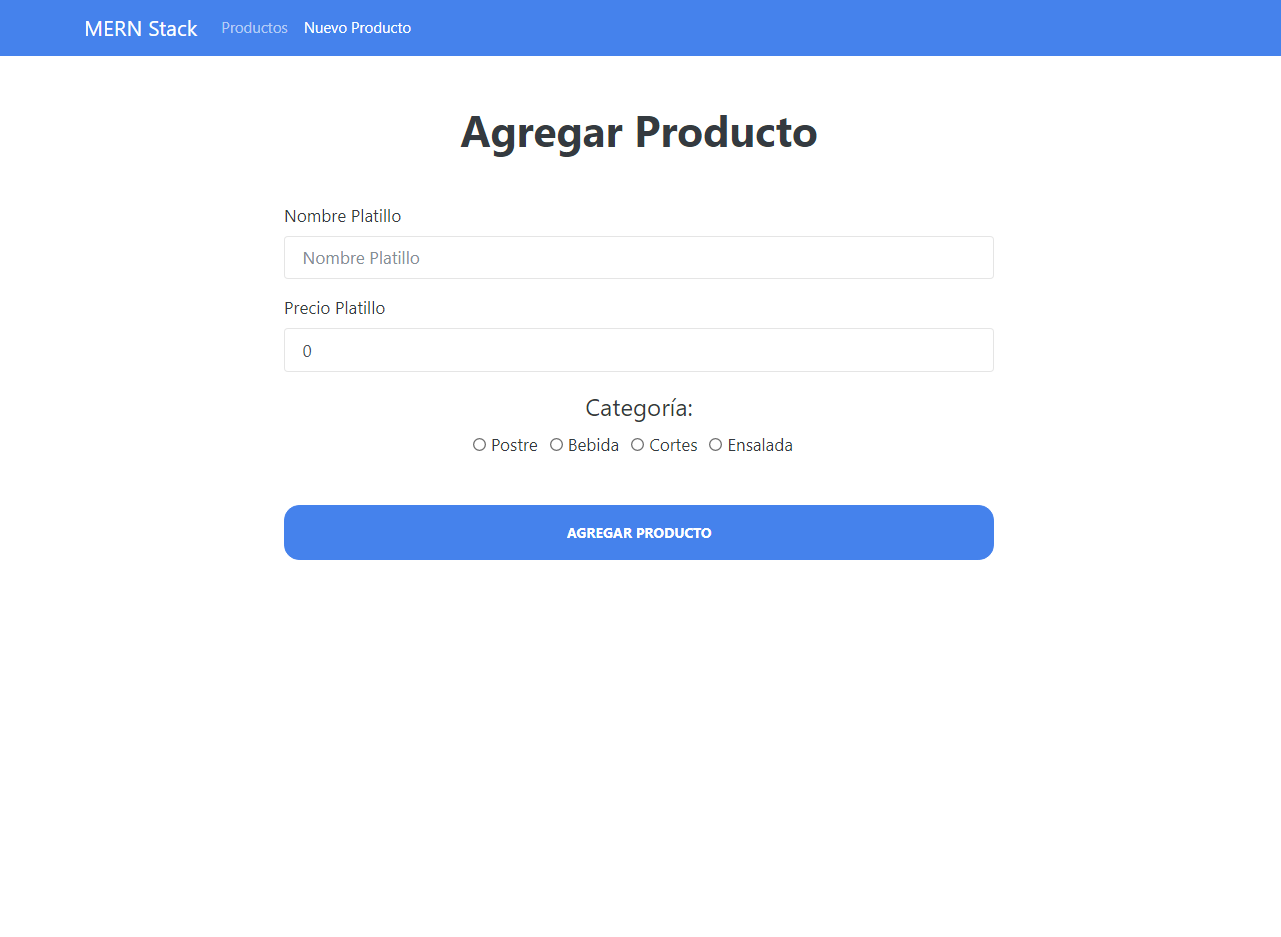 MERN Stack Productos Nuevo Producto
Agregar Producto
Nombre Platillo
Nombre Platillo
Precio Platillo
0
Categoría:
Postre Bebida Cortes Ensalada
AGREGAR PRODUCTO